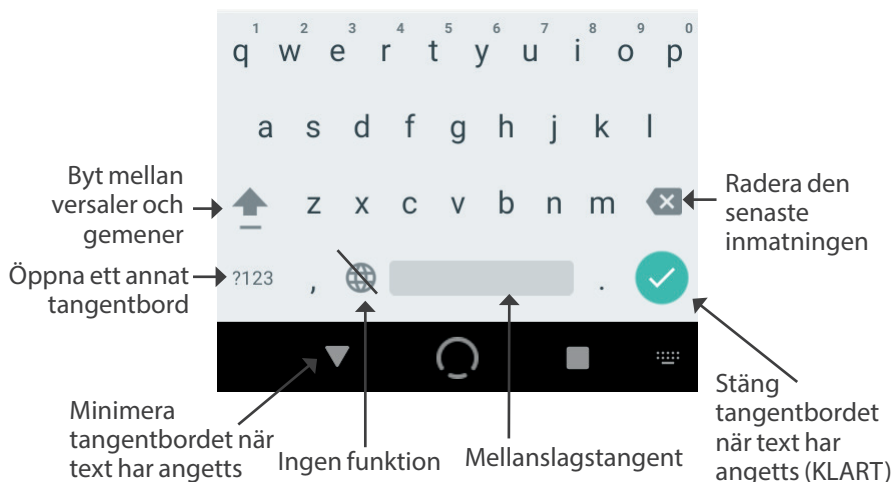 1 2 3 4 5 6 7 8 9 0
q w e r t y u i o p
a s d f g h j k l
Byt mellan
versaler och
gemener
z x c v b n m
Radera den
senaste
inmatningen
Öppna ett annat
tangentbord
?123 , .
Minimera
tangentbordet när
text har angetts
Ingen funktion
Mellanslagstangent
Stäng
tangentbordet
när text har
angetts (KLART)